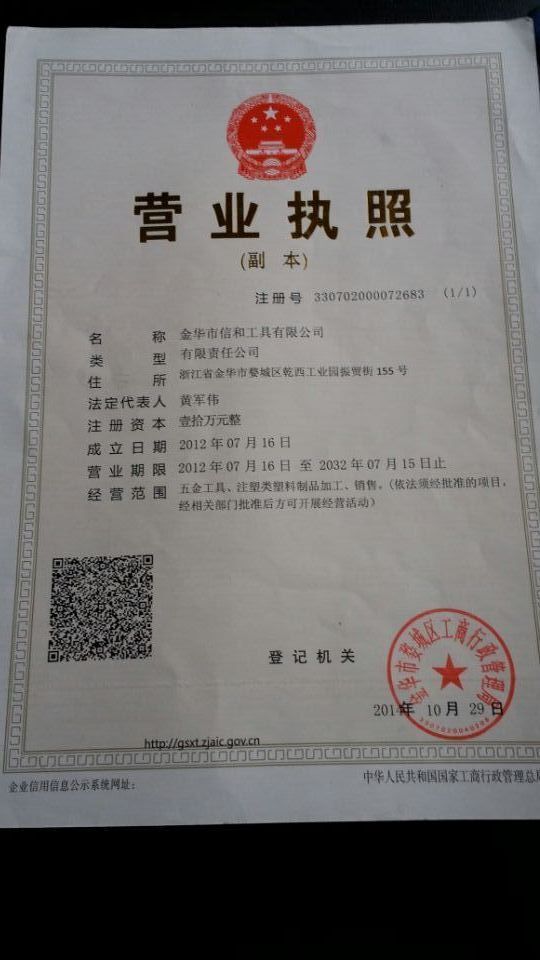 营业执照
(副 本)
注册号 330702000072683 (1/1)
名称 金华市信和工具有限公司
类型 有限责任公司
住所 浙江省金华市婺城区乾西工业园振贸街155号
法定代表人 黄军伟
注册资本 壹拾万元整
成立日期 2012年07月16日
营业期限 2012年07月16日 至 2032年07月15日止
经营范围 五金工具、注塑类塑料制品加工、销售。(依法须经批准的项目,
经相关部门批准后方可开展经营活动)
登记机关
金华市婺城区工商行政管理局
2014年 10月 29日
http://gsxt.zjaic.gov.cn
企业信用信息公示系统网址:
中华人民共和国国家工商行政管理总局